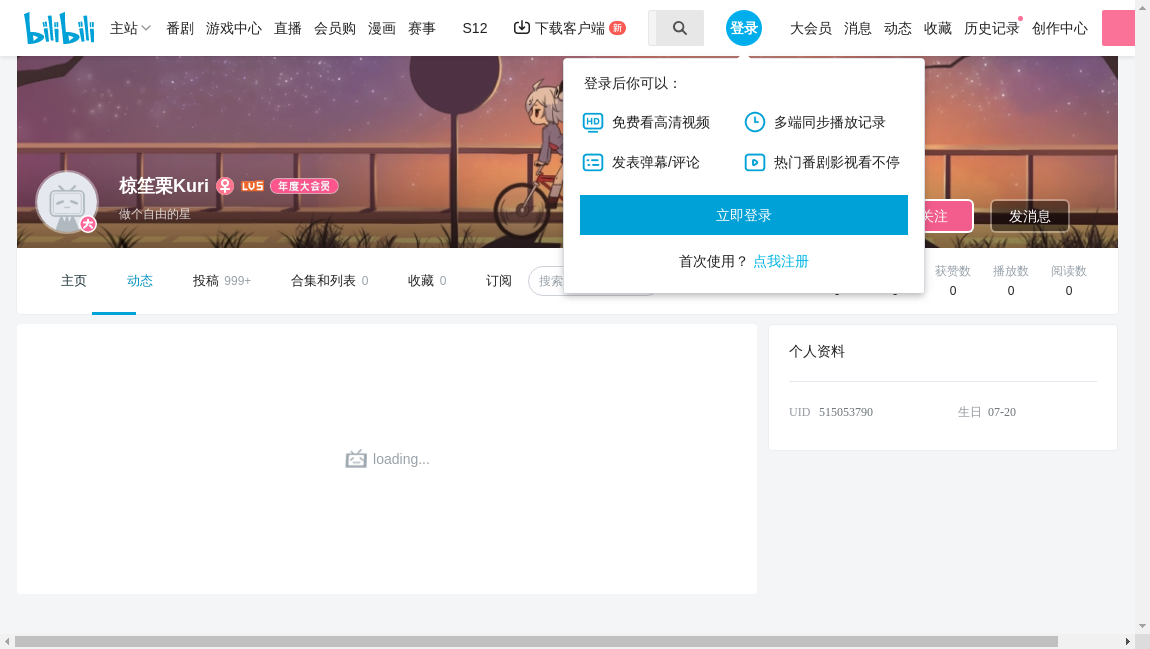 bilibili 主站 番剧 游戏中心 直播 会员购 漫画 赛事 S12 下载客户端 新 登录 大会员 消息 动态 收藏 历史记录 创作中心
登录后你可以：
HD 免费看高清视频 多端同步播放记录
发表弹幕/评论 热门番剧影视看不停
立即登录
首次使用？ 点我注册
椋笙栗Kuri LV5 年度大会员
大
做个自由的星
关注 发消息
主页 动态 投稿 999+ 合集和列表 0 收藏 0 订阅 搜索
获赞数 播放数 阅读数
0 0 0
loading...
个人资料
UID 515053790 生日 07-20